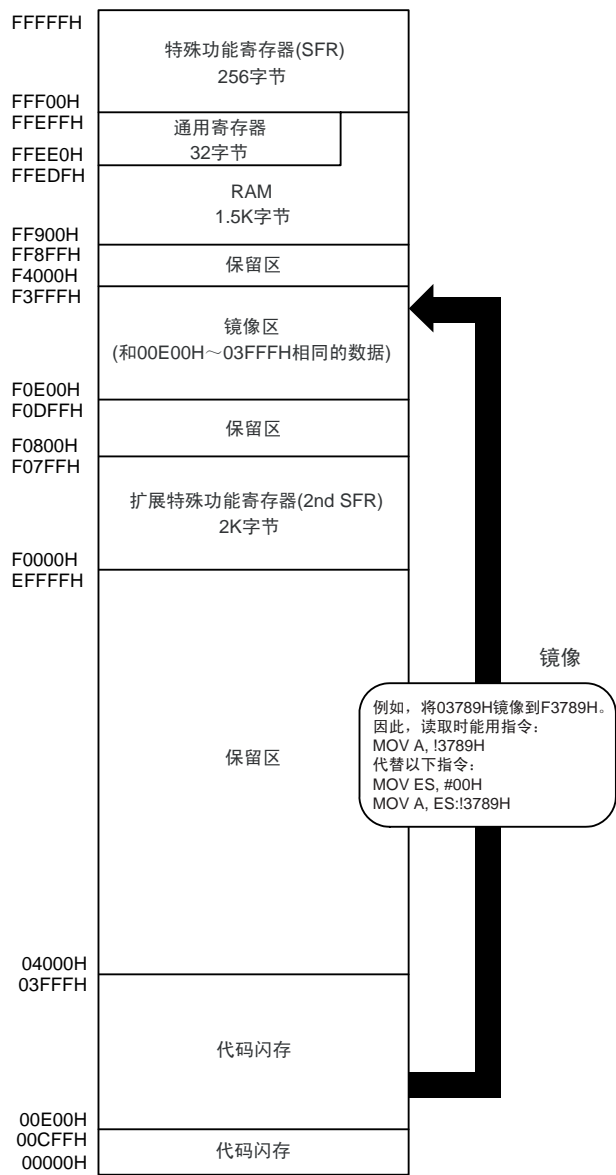 FFFFFH
特殊功能寄存器(SFR)
256字节
FFF00H
FFEFFH
通用寄存器
32字节
FFEE0H
FFEDFH
RAM
1.5K字节
FF900H
FF8FFH
保留区
F4000H
F3FFFH
镜像区
(和00E00H～03FFFH相同的数据)
F0E00H
F0DFFH
保留区
F0800H
F07FFH
扩展特殊功能寄存器(2nd SFR)
2K字节
F0000H
EFFFFH
镜像
例如，将03789H镜像到F3789H。
因此，读取时能用指令：
MOV A, !3789H
代替以下指令：
MOV ES, #00H
MOV A, ES:!3789H
保留区
04000H
03FFFH
代码闪存
00E00H
00CFFH
代码闪存
00000H